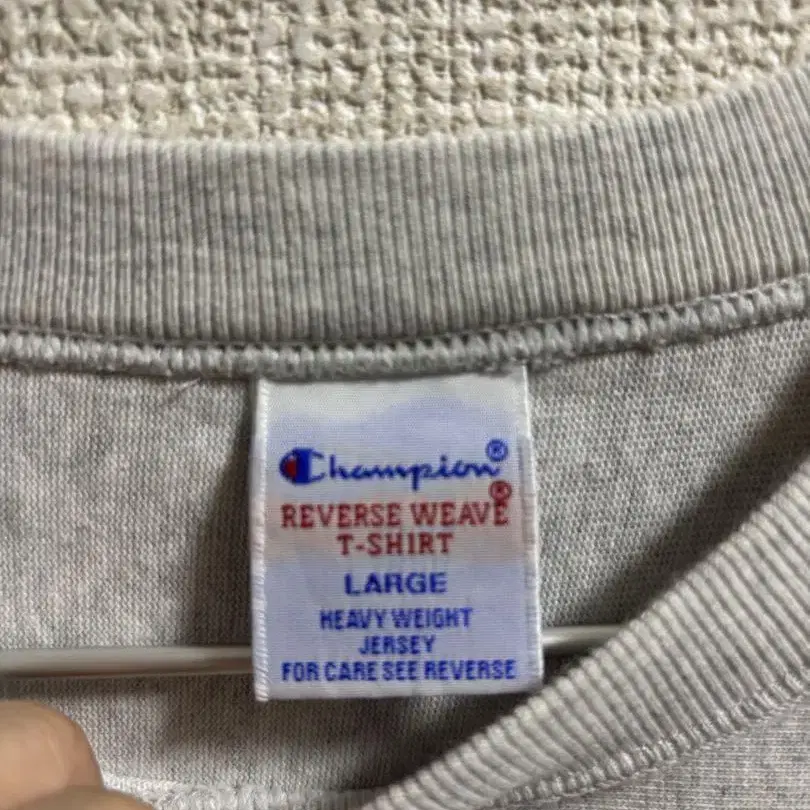 Champion®
REVERSE WEAVE®
T-SHIRT
LARGE
HEAVY WEIGHT
JERSEY
FOR CARE SEE REVERSE